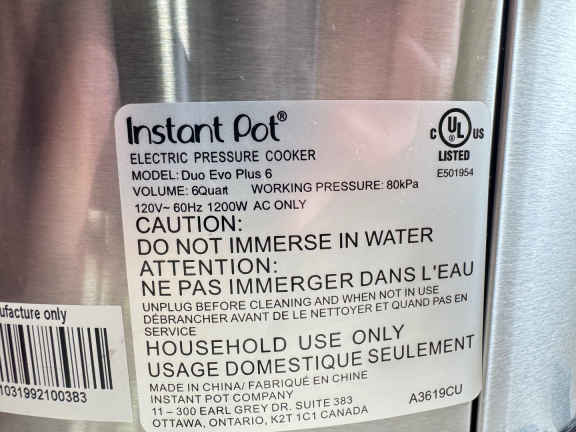 Instant Pot®
C UL US
LISTED
E501954
ELECTRIC PRESSURE COOKER
MODEL: Duo Evo Plus 6
VOLUME: 6Quart WORKING PRESSURE: 80kPa
120V~ 60Hz 1200W AC ONLY
CAUTION:
DO NOT IMMERSE IN WATER
ATTENTION:
NE PAS IMMERGER DANS L'EAU
UNPLUG BEFORE CLEANING AND WHEN NOT IN USE
DÉBRANCHER AVANT DE LE NETTOYER ET QUAND PAS EN
SERVICE
HOUSEHOLD USE ONLY
USAGE DOMESTIQUE SEULEMENT
MADE IN CHINA/ FABRIQUÉ EN CHINE
INSTANT POT COMPANY
11 – 300 EARL GREY DR. SUITE 383
OTTAWA, ONTARIO, K2T 1C1 CANADA
A3619CU
ufacture only
1031992100383